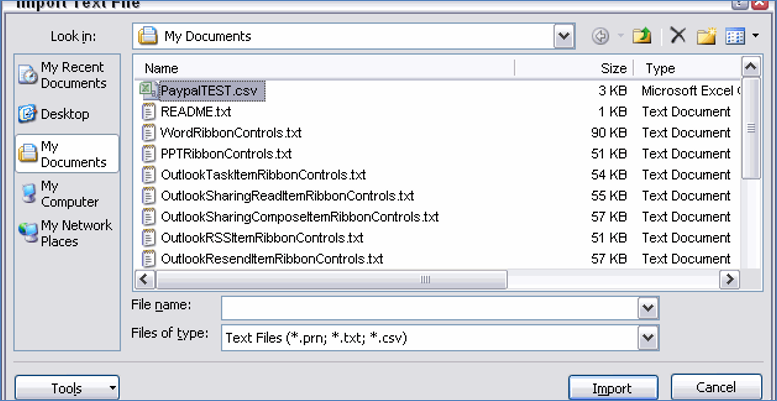 Import Text File
Look in:
My Documents
My Recent
Documents
Desktop
My
Documents
My
Computer
My Network
Places
Name Size Type
PaypalTEST.csv 3 KB Microsoft Excel
README.txt 1 KB Text Document
WordRibbonControls.txt 90 KB Text Document
PPTRibbonControls.txt 51 KB Text Document
OutlookTaskItemRibbonControls.txt 54 KB Text Document
OutlookSharingReadItemRibbonControls.txt 55 KB Text Document
OutlookSharingComposeItemRibbonControls.txt 57 KB Text Document
OutlookRSSItemRibbonControls.txt 51 KB Text Document
OutlookResendItemRibbonControls.txt 57 KB Text Document
File name:
Files of type: Text Files (*.prn; *.txt; *.csv)
Tools Import Cancel